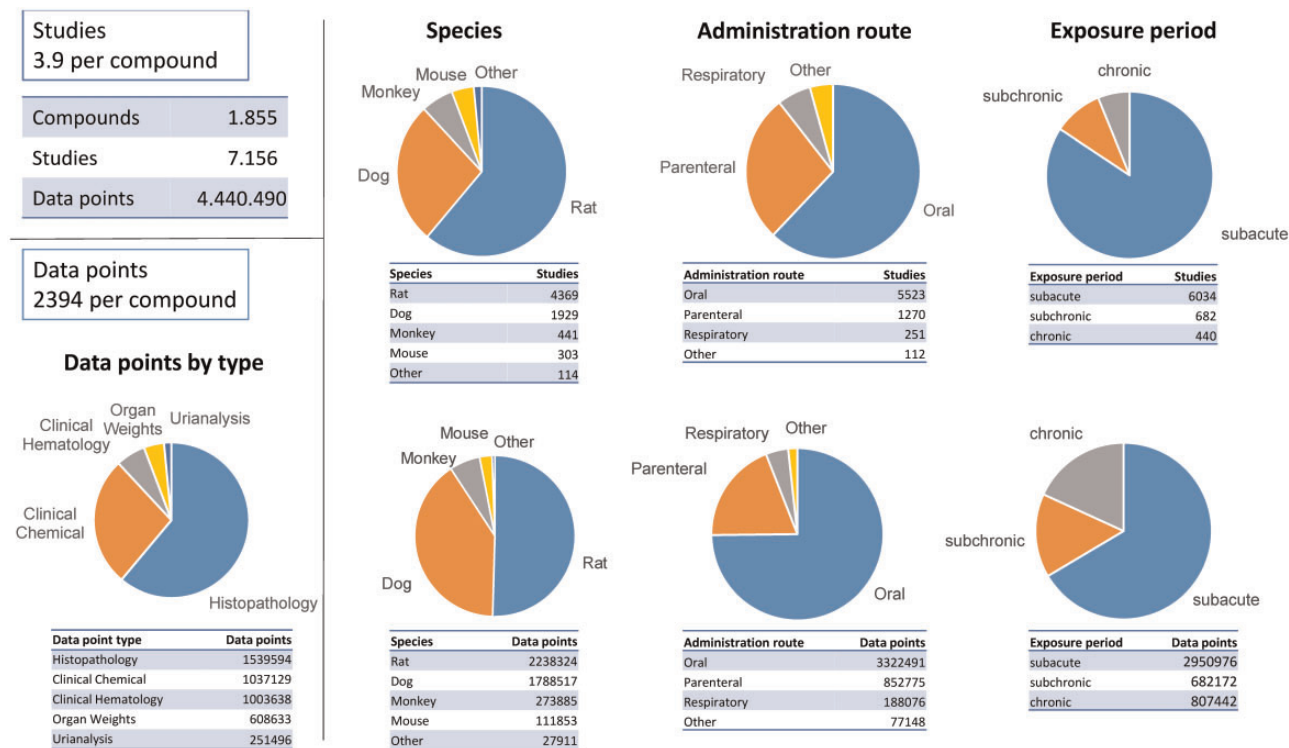 Studies
3.9 per compound
Compounds 1.855
Studies 7.156
Data points 4.440.490
Data points
2394 per compound
Data points by type
Organ
Weights
Urianalysis
Clinical
Hematology
Clinical
Chemical
Histopathology
Data point type Data points
Histopathology 1539594
Clinical Chemical 1037129
Clinical Hematology 1003638
Organ Weights 608633
Urianalysis 251496
Species
Mouse Other
Monkey
Dog
Rat
Species Studies
Rat 4369
Dog 1929
Monkey 441
Mouse 303
Other 114
Mouse
Other
Monkey
Dog
Rat
Species Data points
Rat 2238324
Dog 1788517
Monkey 273885
Mouse 111853
Other 27911
Administration route
Respiratory Other
Parenteral
Oral
Administration route Studies
Oral 5523
Parenteral 1270
Respiratory 251
Other 112
Respiratory Other
Parenteral
Oral
Administration route Data points
Oral 3322491
Parenteral 852775
Respiratory 188076
Other 77148
Exposure period
chronic
subchronic
subacute
Exposure period Studies
subacute 6034
subchronic 682
chronic 440
chronic
subchronic
subacute
Exposure period Data points
subacute 2950976
subchronic 682172
chronic 807442